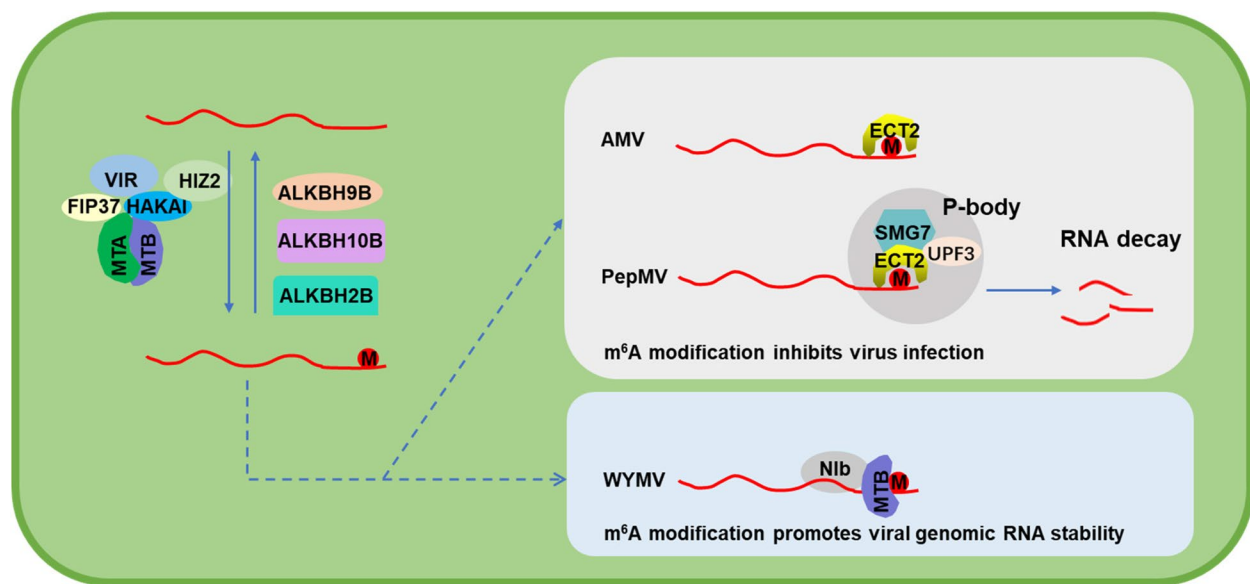 VIR
HIZ2
FIP37
HAKAI
MTA
MTB
ALKBH9B
ALKBH10B
ALKBH2B
M
AMV
ECT2
M
P-body
SMG7
UPF3
ECT2
M
PepMV
RNA decay
m⁶A modification inhibits virus infection
WYMV
NIb
MTB
M
m⁶A modification promotes viral genomic RNA stability